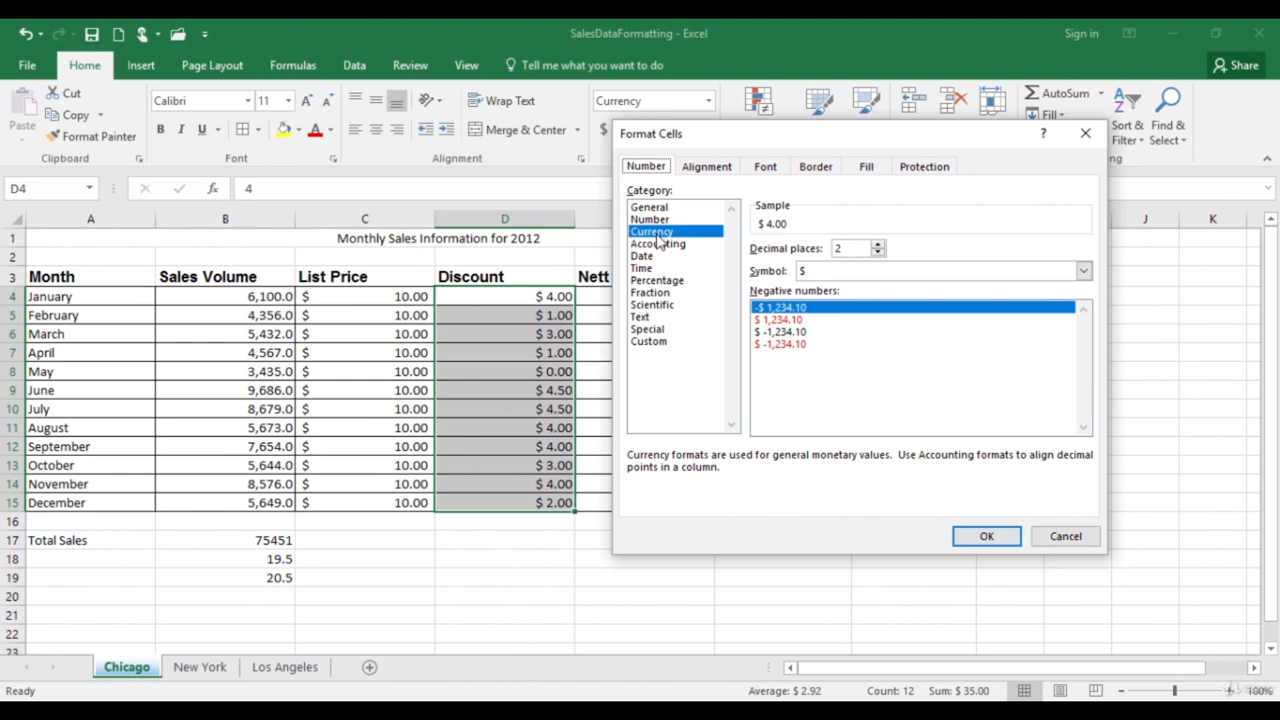 SalesDataFormatting - Excel
Sign in
File Home Insert Page Layout Formulas Data Review View Tell me what you want to do Share
Paste
Cut
Copy
Format Painter
Clipboard
Calibri 11
B I U
Font
Wrap Text
Merge & Center
Alignment
Currency
$
AutoSum
Fill
Sort & Filter
Find & Select
D4 fx 4
A B C D J K
1 Monthly Sales Information for 2012
2
3 Month Sales Volume List Price Discount Nett
4 January 6,100.0 $ 10.00 $ 4.00
5 February 4,356.0 $ 10.00 $ 1.00
6 March 5,432.0 $ 10.00 $ 3.00
7 April 4,567.0 $ 10.00 $ 1.00
8 May 3,435.0 $ 10.00 $ 0.00
9 June 9,686.0 $ 10.00 $ 4.50
10 July 8,679.0 $ 10.00 $ 4.50
11 August 5,673.0 $ 10.00 $ 4.00
12 September 7,654.0 $ 10.00 $ 4.00
13 October 5,644.0 $ 10.00 $ 3.00
14 November 8,576.0 $ 10.00 $ 4.00
15 December 5,649.0 $ 10.00 $ 2.00
16
17 Total Sales 75451
18 19.5
19 20.5
20
21
22
23
Format Cells ?
Number Alignment Font Border Fill Protection
Category:
General
Number
Currency
Accounting
Date
Time
Percentage
Fraction
Scientific
Text
Special
Custom
Sample
$ 4.00
Decimal places: 2
Symbol: $
Negative numbers:
-$ 1,234.10
$ 1,234.10
$ -1,234.10
$ -1,234.10
Currency formats are used for general monetary values. Use Accounting formats to align decimal
points in a column.
OK Cancel
Chicago New York Los Angeles
Ready Average: $ 2.92 Count: 12 Sum: $ 35.00 100%